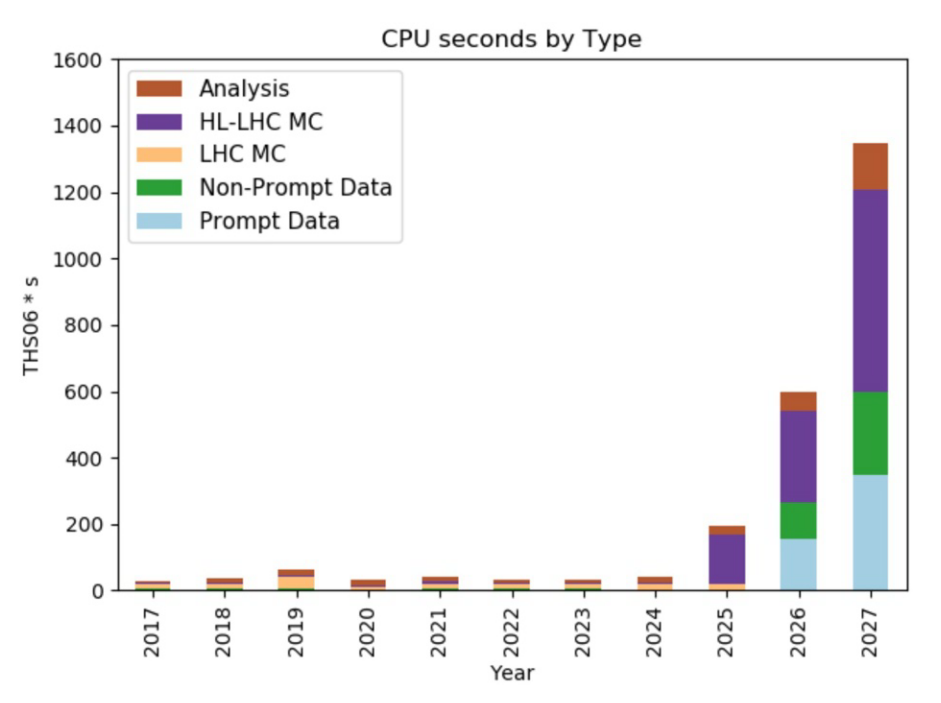 CPU seconds by Type
1600
1400
1200
1000
800
600
400
200
0
THS06 * s
Analysis
HL-LHC MC
LHC MC
Non-Prompt Data
Prompt Data
2017 2018 2019 2020 2021 2022 2023 2024 2025 2026 2027
Year